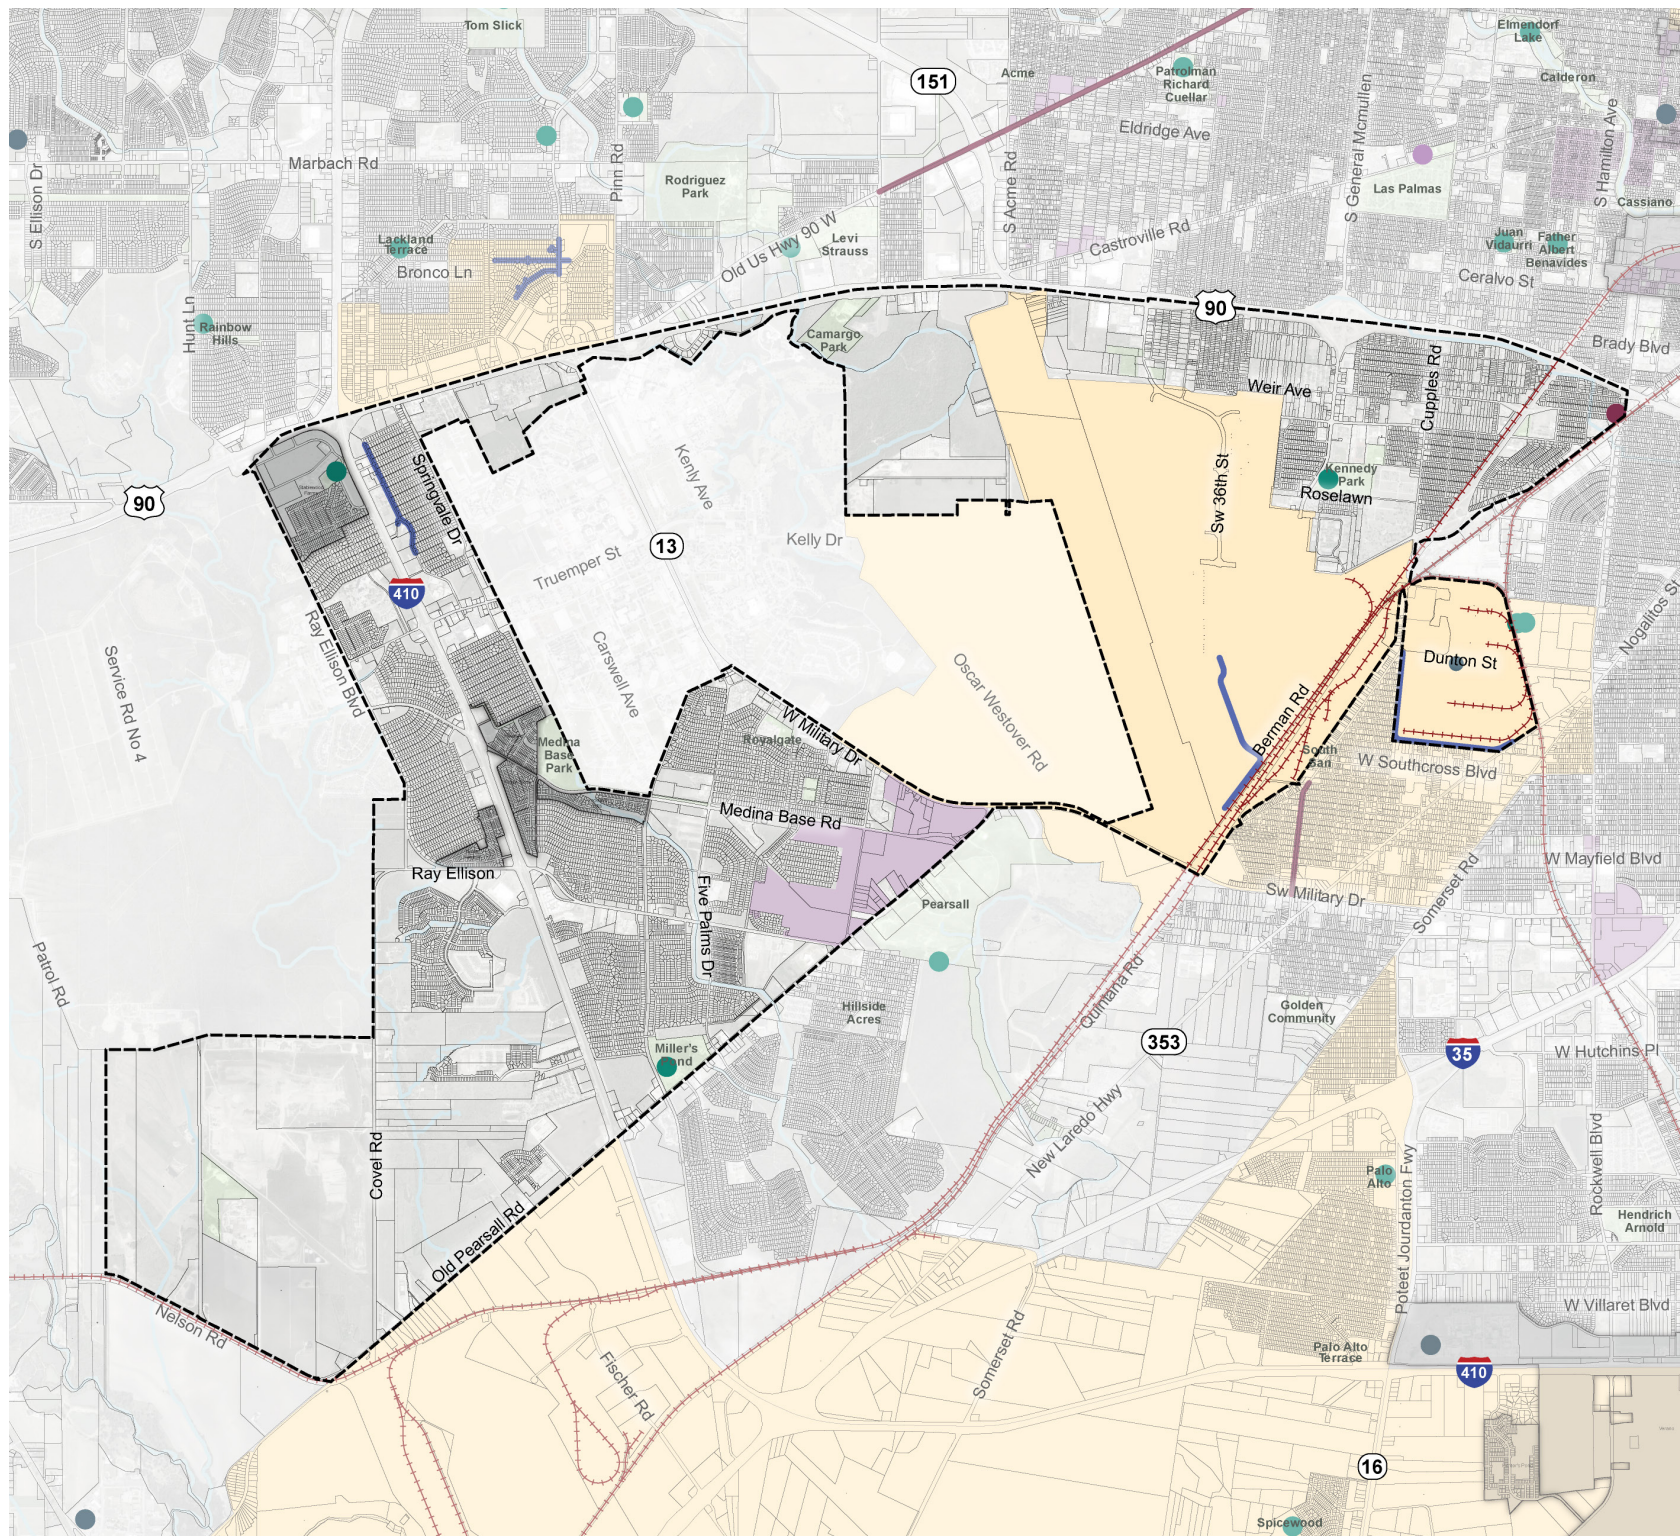 Tom Slick
Elmendorf
Lake
Acme
Patrolman
Richard
Cuellar
Calderon
151
Eldridge Ave
S General Mcmullen
S Hamilton Ave
S Ellison Dr
Marbach Rd
Pinn Rd
Rodriguez
Park
S Acme Rd
Las Palmas
Cassiano
Lackland
Terrace
Bronco Ln
Old Us Hwy 90 W
Levi
Strauss
Castroville Rd
Juan
Vidaurri
Father
Albert
Benavides
Ceralvo St
Hunt Ln
Rainbow
Hills
Camargo
Park
90
Brady Blvd
Weir Ave
Cupples Rd
90
Springvale Dr
Kenly Ave
Sw 36th St
Kennedy
Park
Roselawn
13
Kelly Dr
Truemper St
410
Ray Ellison Blvd
Service Rd No 4
Carswell Ave
Oscar Westover Rd
Dunton St
Nogalitos St
Medina
Base
Park
Royalgate
W Military Dr
Berman Rd
South
San
W Southcross Blvd
Medina Base Rd
Ray Ellison
Five Palms Dr
Pearsall
Sw Military Dr
Somerset Rd
W Mayfield Blvd
Patrol Rd
Hillside
Acres
Quintana Rd
Golden
Community
353
35
W Hutchins Pl
Miller's
Pond
New Laredo Hwy
Covel Rd
Old Pearsall Rd
Palo
Alto
Poteet Jourdanton Fwy
Rockwell Blvd
Hendrich
Arnold
Nelson Rd
Fischer Rd
Somerset Rd
W Villaret Blvd
Palo Alto
Terrace
410
16
Spicewood